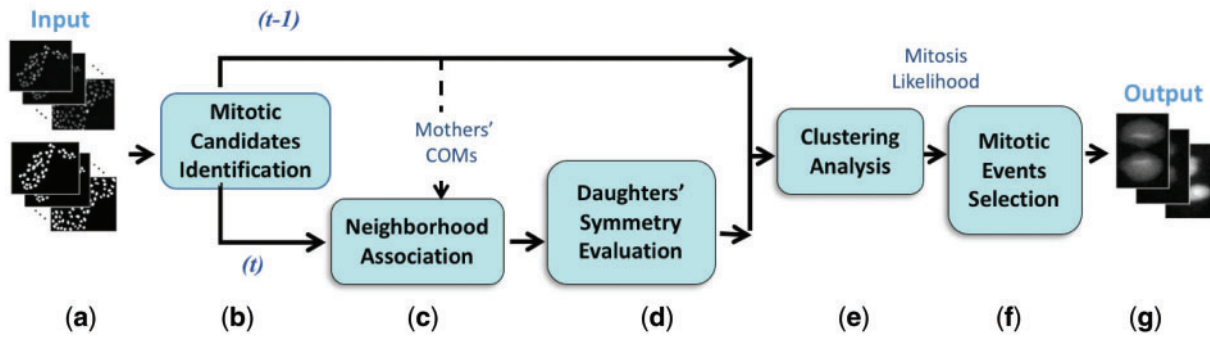 Input
(t-1)
Mitotic
Candidates
Identification
Mothers'
COMs
(t)
Neighborhood
Association
Daughters'
Symmetry
Evaluation
Clustering
Analysis
Mitosis
Likelihood
Mitotic
Events
Selection
Output
(a)
(b)
(c)
(d)
(e)
(f)
(g)